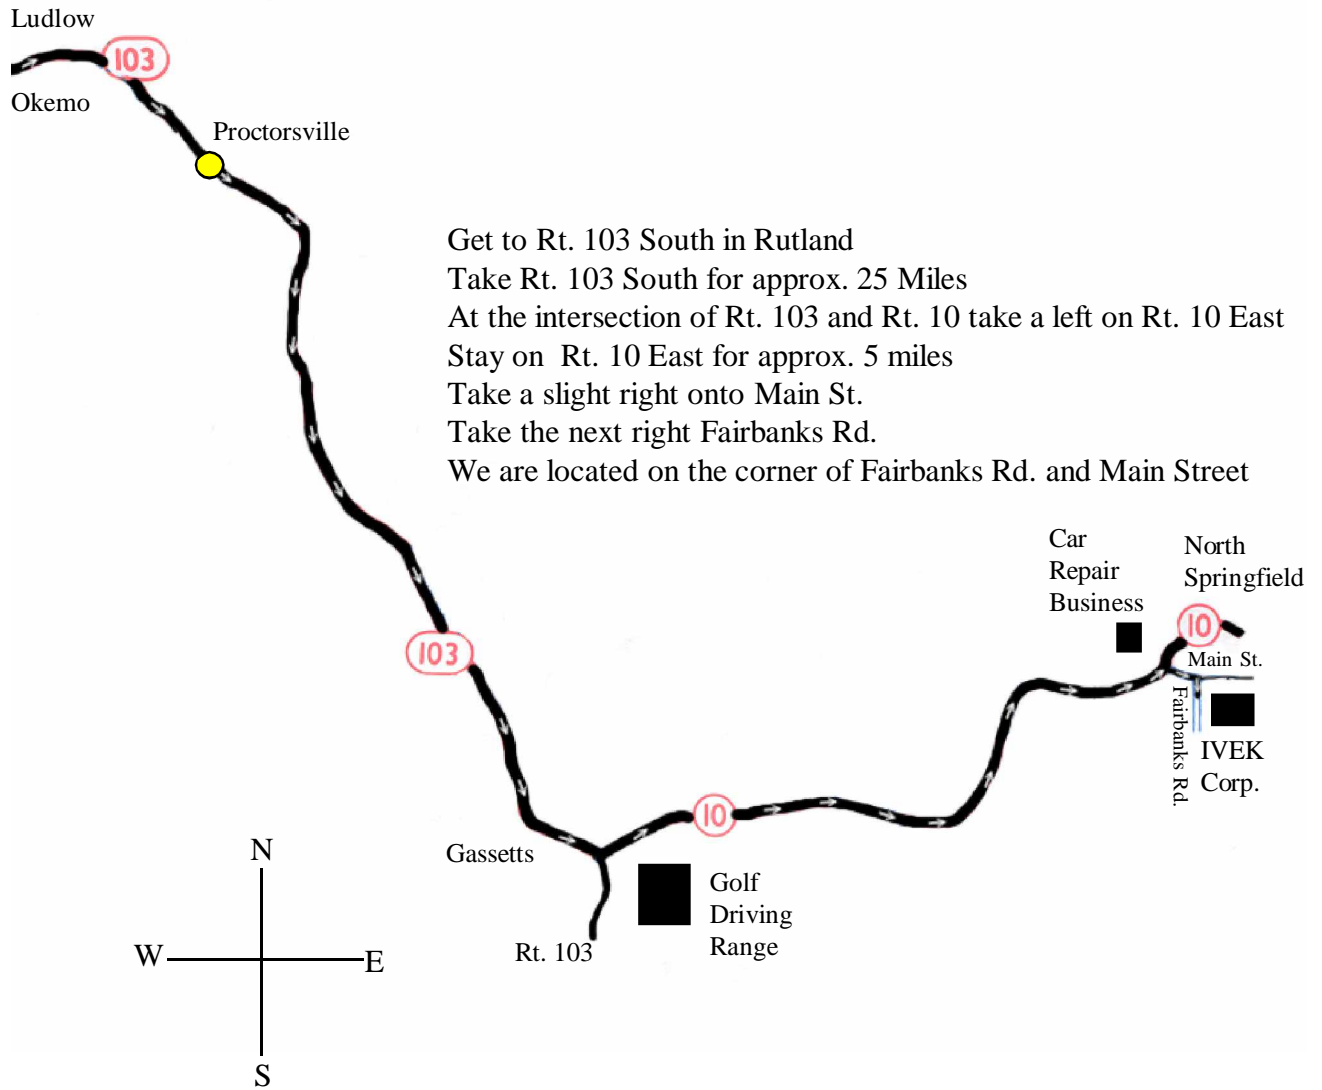 Ludlow
103
Okemo
Proctorsville
Get to Rt. 103 South in Rutland
Take Rt. 103 South for approx. 25 Miles
At the intersection of Rt. 103 and Rt. 10 take a left on Rt. 10 East
Stay on  Rt. 10 East for approx. 5 miles
Take a slight right onto Main St.
Take the next right Fairbanks Rd.
We are located on the corner of Fairbanks Rd. and Main Street
Car
Repair
Business
North
Springfield
10
Main St.
Fairbanks Rd.
IVEK
Corp.
103
10
Gassetts
Golf
Driving
Range
Rt. 103
N
W
E
S